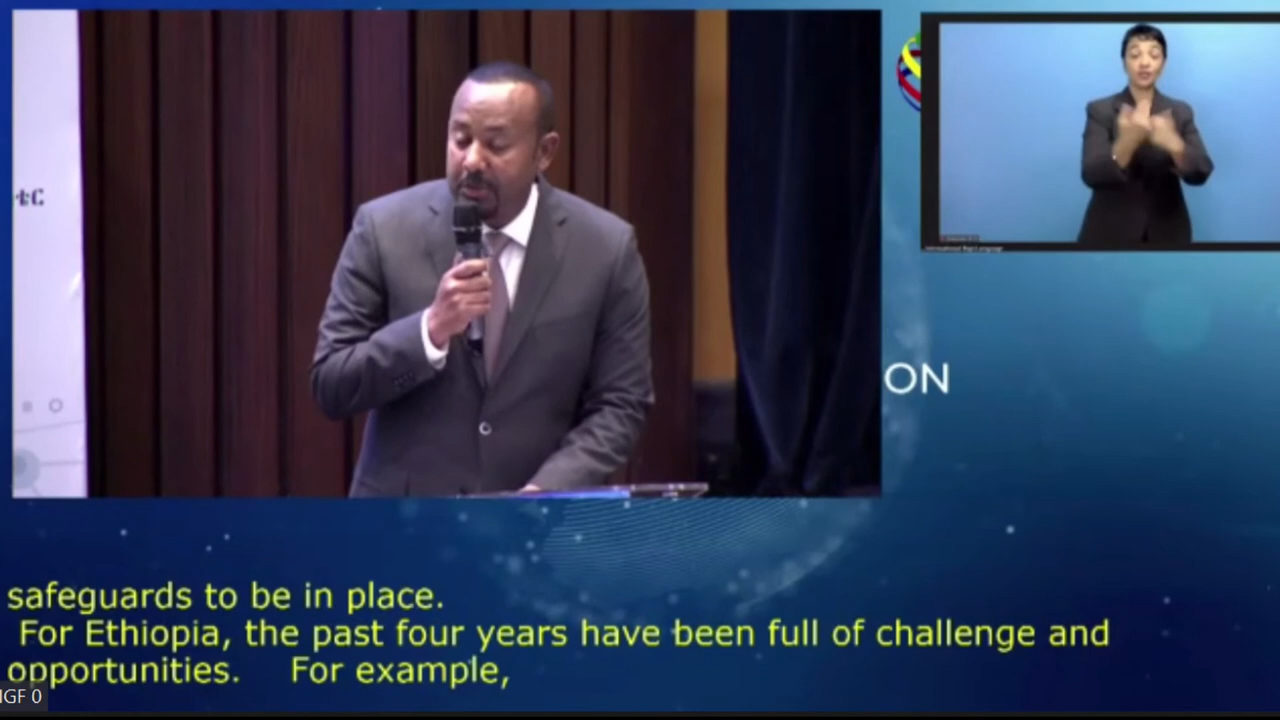 ቲር
ON
safeguards to be in place.
For Ethiopia, the past four years have been full of challenge and
opportunities. For example,
IGF 0